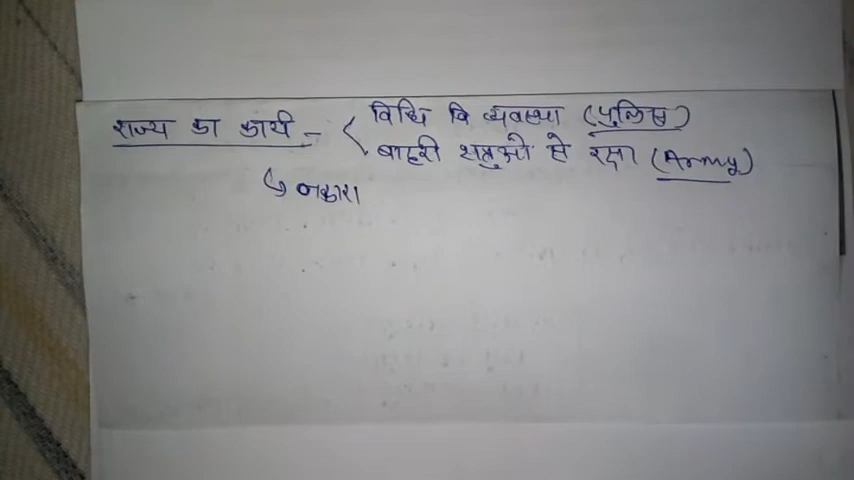 राज्य का कार्य - < विधि वि व्यवस्था (पुलिस)
बाहरी शत्रुओ से रक्षा (Army)
↳ नकारा